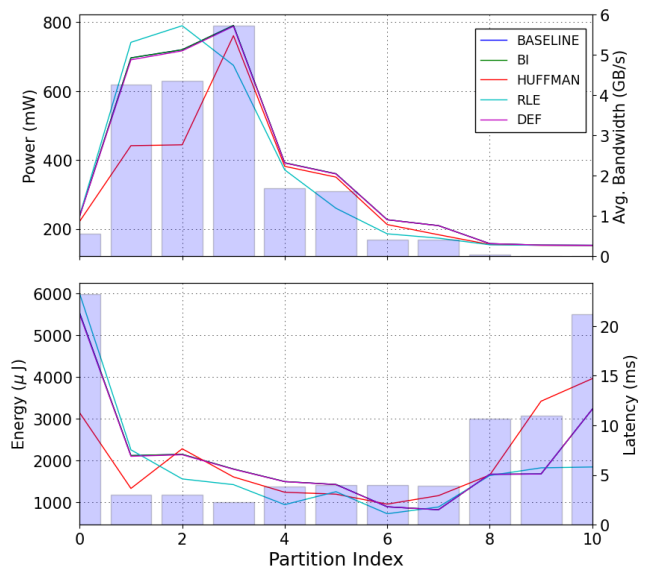 800
600
400
200
Power (mW)
6
5
4
3
2
1
0
Avg. Bandwidth (GB/s)
BASELINE
BI
HUFFMAN
RLE
DEF
6000
5000
4000
3000
2000
1000
Energy (μ J)
20
15
10
5
0
Latency (ms)
0 2 4 6 8 10
Partition Index